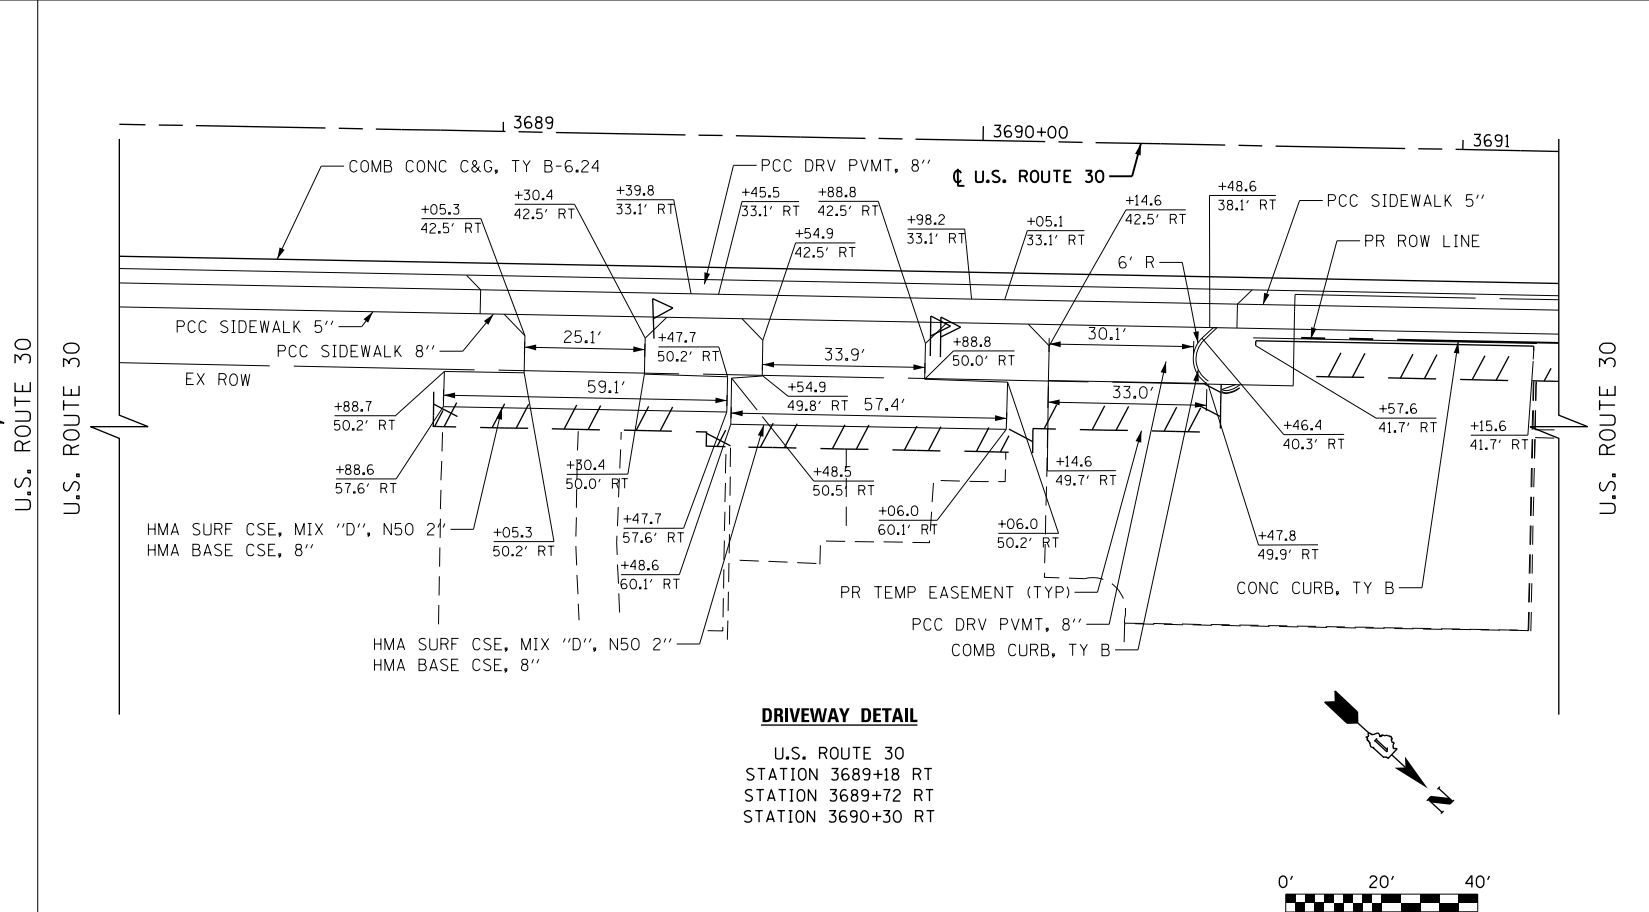 3689
3690+00
3691
COMB CONC C&G, TY B-6.24
PCC DRV PVMT, 8''
℄ U.S. ROUTE 30
+05.3
42.5' RT
+30.4
42.5' RT
+39.8
33.1' RT
+45.5
33.1' RT
+88.8
42.5' RT
+54.9
42.5' RT
+98.2
33.1' RT
+05.1
33.1' RT
+14.6
42.5' RT
+48.6
38.1' RT
PCC SIDEWALK 5''
PR ROW LINE
6' R
PCC SIDEWALK 5''
PCC SIDEWALK 8''
EX ROW
25.1'
+47.7
50.2' RT
33.9'
+88.8
50.0' RT
30.1'
59.1'
+54.9
49.8' RT
57.4'
33.0'
+88.7
50.2' RT
+88.6
57.6' RT
+30.4
50.0' RT
+48.5
50.5' RT
+14.6
49.7' RT
+46.4
40.3' RT
+57.6
41.7' RT
+15.6
41.7' RT
HMA SURF CSE, MIX "D", N50 2''
HMA BASE CSE, 8''
+05.3
50.2' RT
+47.7
57.6' RT
+48.6
60.1' RT
+06.0
60.1' RT
+06.0
50.2' RT
+47.8
49.9' RT
PR TEMP EASEMENT (TYP)
CONC CURB, TY B
PCC DRV PVMT, 8''
COMB CURB, TY B
HMA SURF CSE, MIX "D", N50 2''
HMA BASE CSE, 8''
U.S. ROUTE 30
U.S. ROUTE 30
U.S. ROUTE 30
DRIVEWAY DETAIL
U.S. ROUTE 30
STATION 3689+18 RT
STATION 3689+72 RT
STATION 3690+30 RT
N
0' 20' 40'